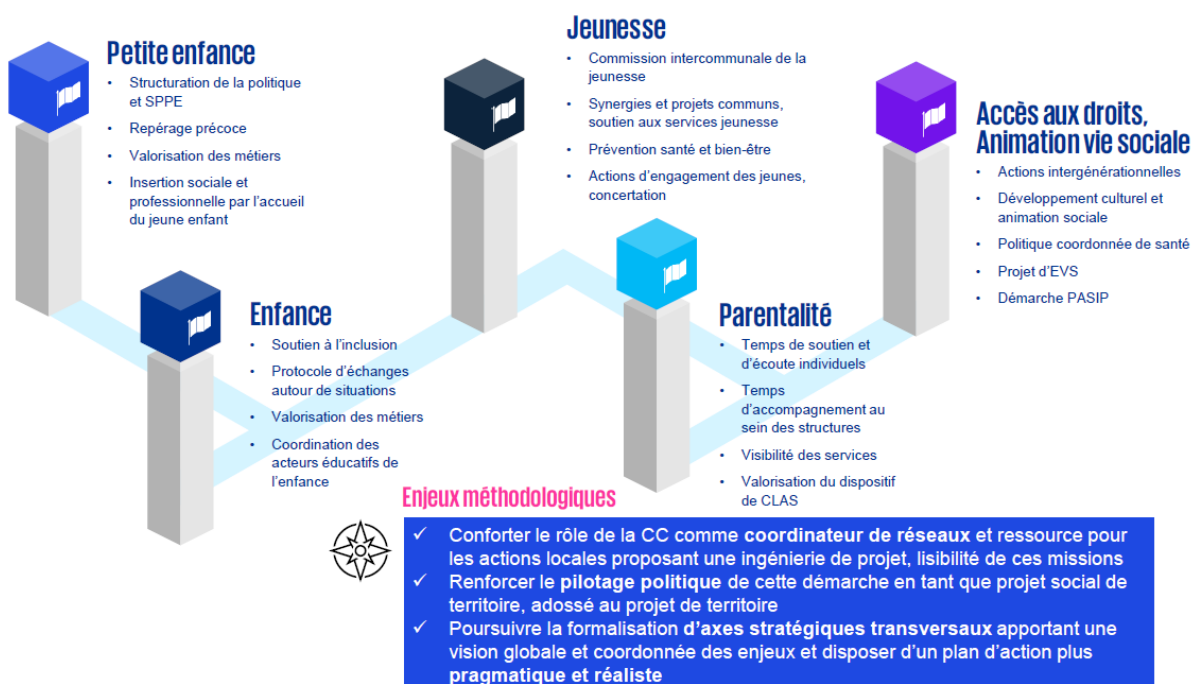 Petite enfance
• Structuration de la politique
et SPPE
• Repérage précoce
• Valorisation des métiers
• Insertion sociale et
professionnelle par l'accueil
du jeune enfant
Enfance
• Soutien à l'inclusion
• Protocole d'échanges
autour de situations
• Valorisation des métiers
• Coordination des
acteurs éducatifs de
l'enfance
Jeunesse
• Commission intercommunale de la
jeunesse
• Synergies et projets communs,
soutien aux services jeunesse
• Prévention santé et bien-être
• Actions d'engagement des jeunes,
concertation
Parentalité
• Temps de soutien et
d'écoute individuels
• Temps
d'accompagnement au
sein des structures
• Visibilité des services
• Valorisation du dispositif
de CLAS
Accès aux droits,
Animation vie sociale
• Actions intergénérationnelles
• Développement culturel et
animation sociale
• Politique coordonnée de santé
• Projet d'EVS
• Démarche PASIP
Enjeux méthodologiques
✓ Conforter le rôle de la CC comme coordinateur de réseaux et ressource pour
les actions locales proposant une ingénierie de projet, lisibilité de ces missions
✓ Renforcer le pilotage politique de cette démarche en tant que projet social de
territoire, adossé au projet de territoire
✓ Poursuivre la formalisation d'axes stratégiques transversaux apportant une
vision globale et coordonnée des enjeux et disposer d'un plan d'action plus
pragmatique et réaliste